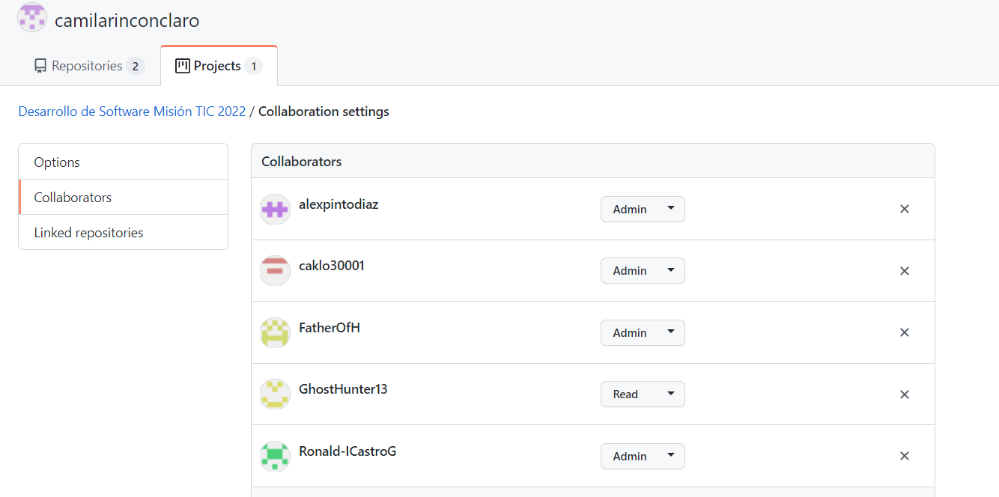 camilarinconclaro
Repositories 2 Projects 1
Desarrollo de Software Misión TIC 2022 / Collaboration settings
Options
Collaborators
Linked repositories
Collaborators
alexpintodiaz Admin
caklo30001 Admin
FatherOfH Admin
GhostHunter13 Read
Ronald-ICastroG Admin